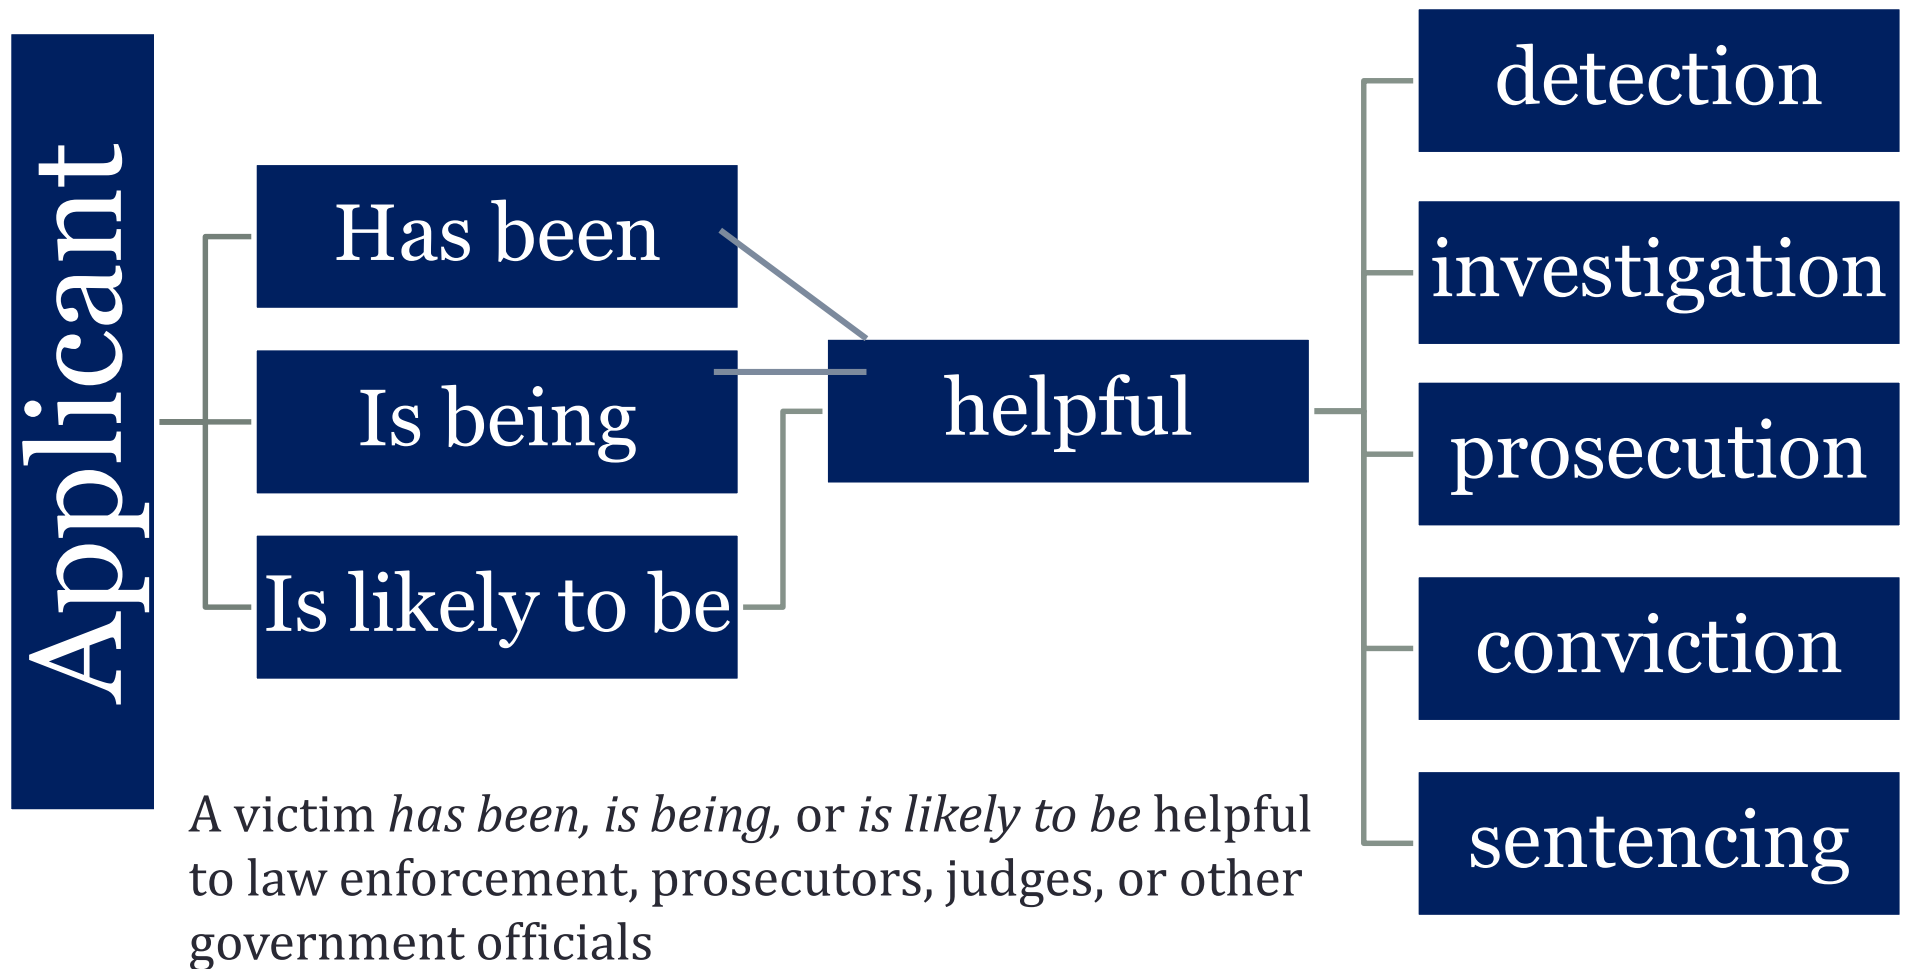 Applicant
Has been
Is being
Is likely to be
helpful
detection
investigation
prosecution
conviction
sentencing
A victim has been, is being, or is likely to be helpful
to law enforcement, prosecutors, judges, or other
government officials